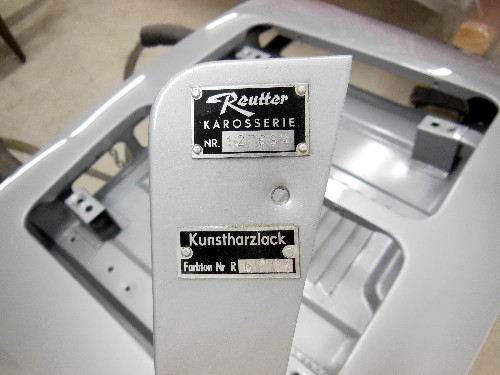 Reutter
KAROSSERIE
NR.
Kunstharzlack
Farbton Nr R